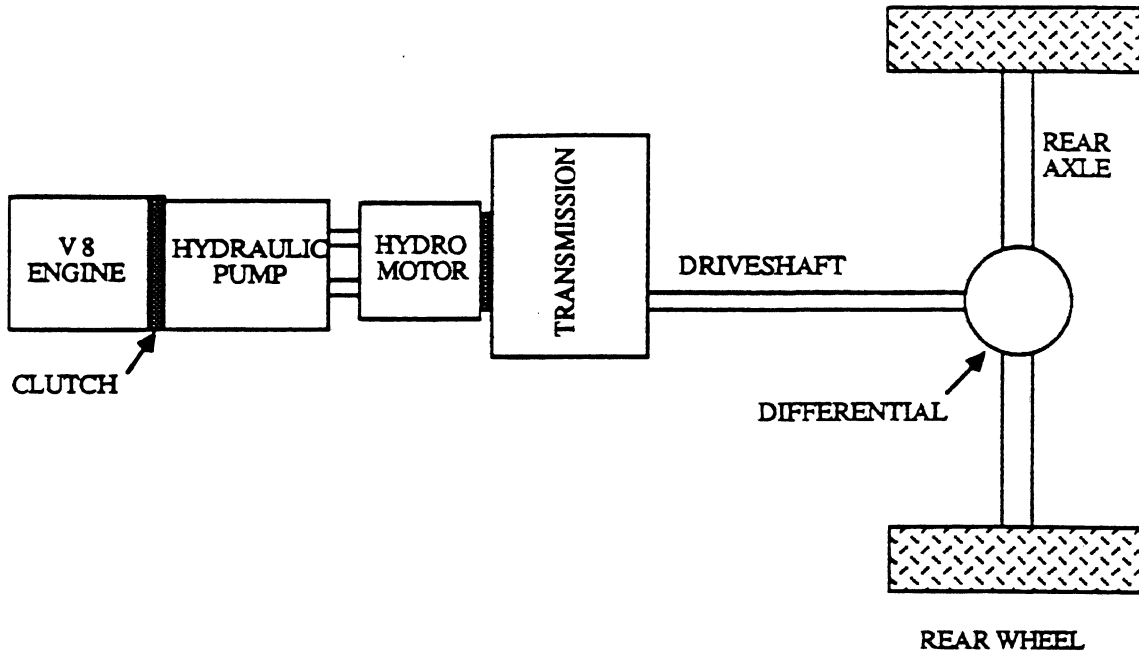 V 8
ENGINE
HYDRAULIC
PUMP
HYDRO
MOTOR
TRANSMISSION
REAR
AXLE
DRIVESHAFT
CLUTCH
DIFFERENTIAL
REAR WHEEL